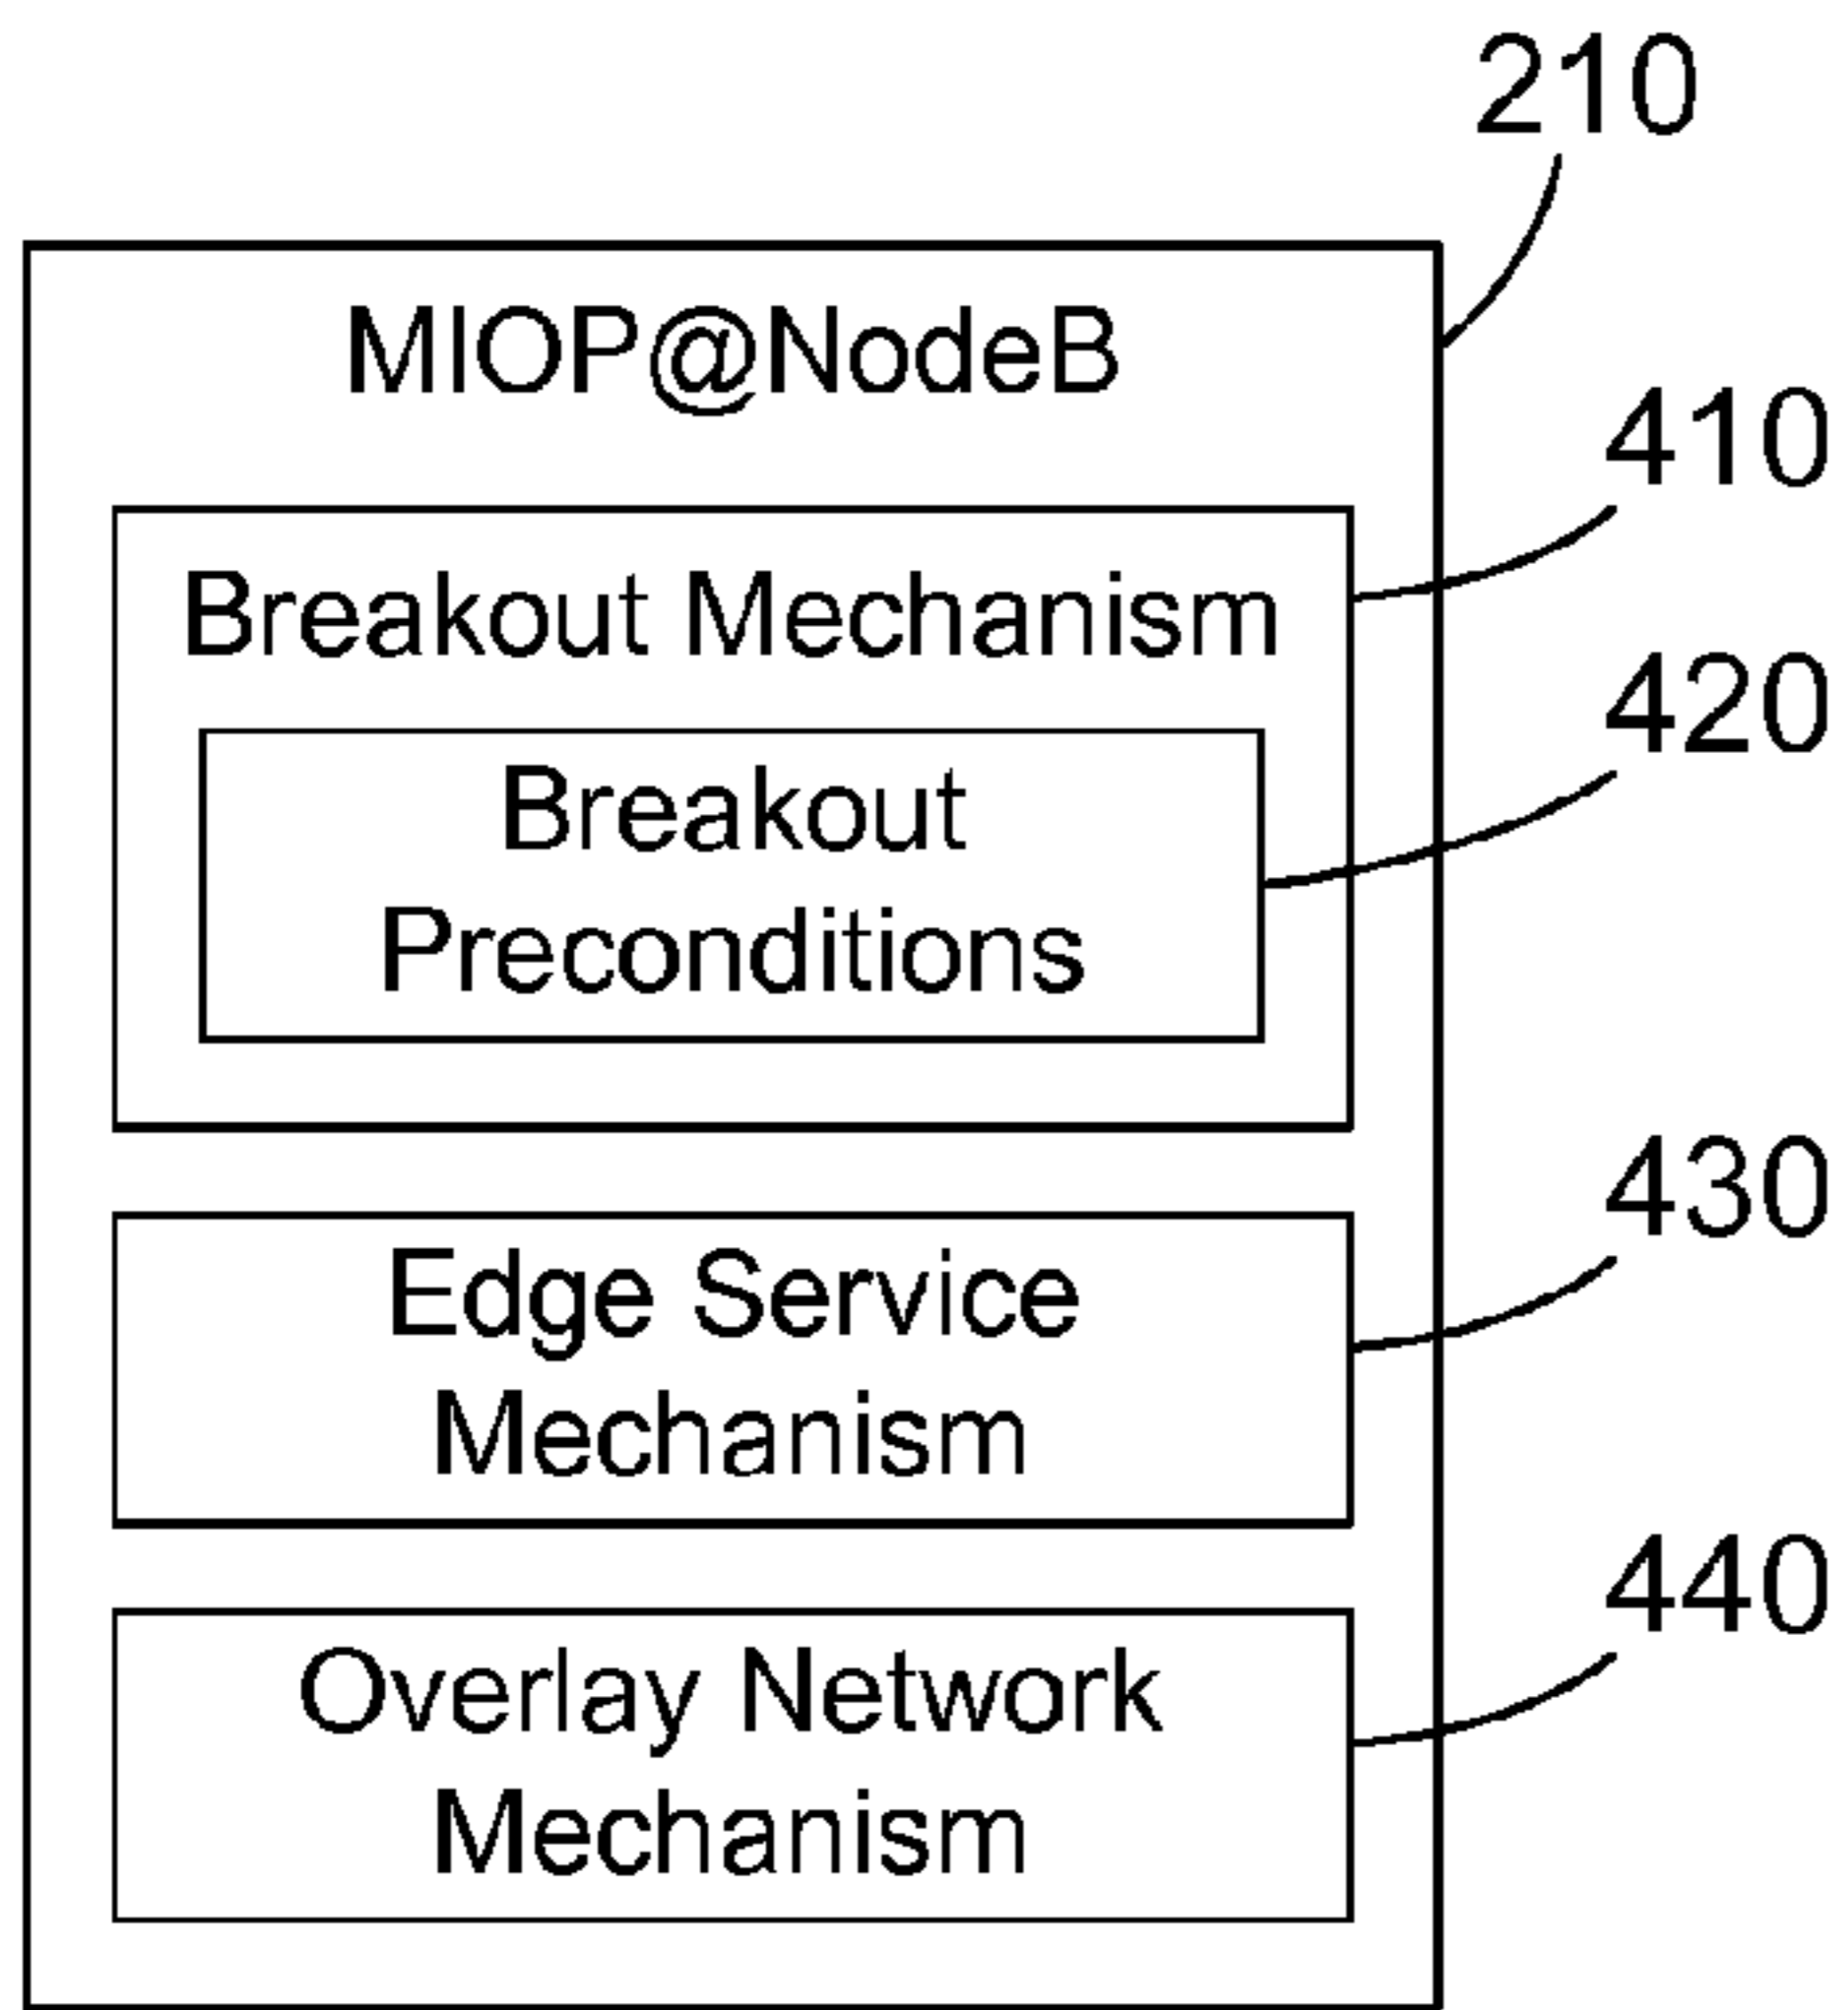 210
MIOP@NodeB
410
Breakout Mechanism
420
Breakout
Preconditions
430
Edge Service
Mechanism
440
Overlay Network
Mechanism